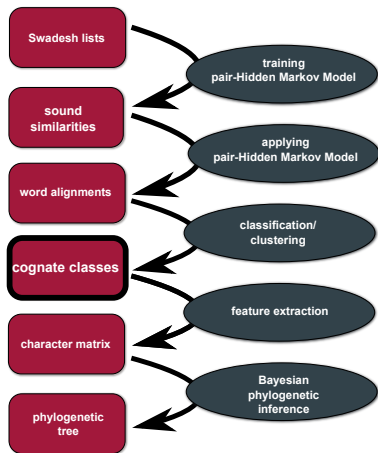 Swadesh lists
training
pair-Hidden Markov Model
sound
similarities
applying
pair-Hidden Markov Model
word alignments
classification/
clustering
cognate classes
feature extraction
character matrix
Bayesian
phylogenetic
inference
phylogenetic
tree